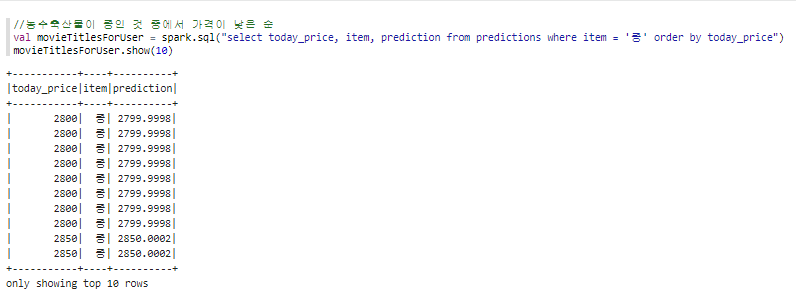 //농수축산물이 콩인 것 중에서 가격이 낮은 순
val movieTitlesForUser = spark.sql("select today_price, item, prediction from predictions where item = '콩' order by today_price")
movieTitlesForUser.show(10)
+-----------+----+----------+
|today_price|item|prediction|
+-----------+----+----------+
|       2800|  콩| 2799.9998|
|       2800|  콩| 2799.9998|
|       2800|  콩| 2799.9998|
|       2800|  콩| 2799.9998|
|       2800|  콩| 2799.9998|
|       2800|  콩| 2799.9998|
|       2800|  콩| 2799.9998|
|       2800|  콩| 2799.9998|
|       2850|  콩| 2850.0002|
|       2850|  콩| 2850.0002|
+-----------+----+----------+
only showing top 10 rows